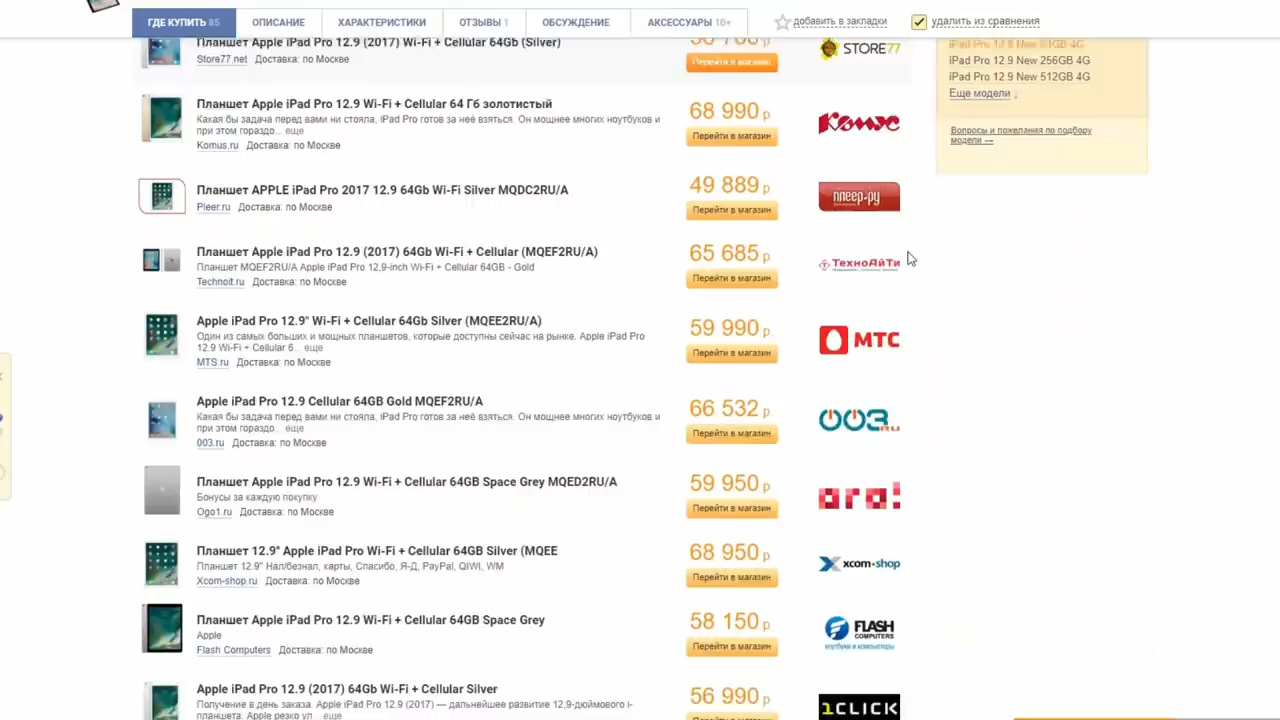 ГДЕ КУПИТЬ 85 ОПИСАНИЕ ХАРАКТЕРИСТИКИ ОТЗЫВЫ 1 ОБСУЖДЕНИЕ АКСЕССУАРЫ 10+ добавить в закладки удалить из сравнения
Планшет Apple iPad Pro 12.9 (2017) Wi-Fi + Cellular 64Gb (Silver)
Store77.net Доставка: по Москве
Перейти в магазин
STORE77
iPad Pro 12.9 New 256GB 4G
iPad Pro 12.9 New 512GB 4G
Еще модели ↓
Вопросы и пожелания по подбору
модели —
Планшет Apple iPad Pro 12.9 Wi-Fi + Cellular 64 Гб золотистый
Какая бы задача перед вами ни стояла, iPad Pro готов за неё взяться. Он мощнее многих ноутбуков и
при этом гораздо... еще
Komus.ru Доставка: по Москве
68 990 р.
Перейти в магазин
Комус
Планшет APPLE iPad Pro 2017 12.9 64Gb Wi-Fi Silver MQDC2RU/A
Pleer.ru Доставка: по Москве
49 889 р.
Перейти в магазин
плеер.ру
Планшет Apple iPad Pro 12.9 (2017) 64Gb Wi-Fi + Cellular (MQEF2RU/A)
Планшет MQEF2RU/A Apple iPad Pro 12,9-inch Wi-Fi + Cellular 64GB - Gold
Technoit.ru Доставка: по Москве
65 685 р.
Перейти в магазин
ТехноАйТи
Apple iPad Pro 12.9" Wi-Fi + Cellular 64Gb Silver (MQEE2RU/A)
Один из самых больших и мощных планшетов, которые доступны сейчас на рынке. Apple iPad Pro
12.9 Wi-Fi + Cellular 6... еще
MTS.ru Доставка: по Москве
59 990 р.
Перейти в магазин
МТС
Apple iPad Pro 12.9 Cellular 64GB Gold MQEF2RU/A
Какая бы задача перед вами ни стояла, iPad Pro готов за неё взяться. Он мощнее многих ноутбуков и
при этом гораздо... еще
003.ru Доставка: по Москве
66 532 р.
Перейти в магазин
003.RU
Планшет Apple iPad Pro 12.9 Wi-Fi + Cellular 64GB Space Grey MQED2RU/A
Бонусы за каждую покупку
Ogo1.ru Доставка: по Москве
59 950 р.
Перейти в магазин
Планшет 12.9" Apple iPad Pro Wi-Fi + Cellular 64GB Silver (MQEE
Планшет 12.9" Нал/безнал, карты, Спасибо, Я-Д, PayPal, QIWI, WM
Xcom-shop.ru Доставка: по Москве
68 950 р.
Перейти в магазин
xcom-shop
Планшет Apple iPad Pro 12.9 Wi-Fi + Cellular 64GB Space Grey
Apple
Flash Computers Доставка: по Москве
58 150 р.
Перейти в магазин
FLASH
COMPUTERS
НОУТБУКИ И КОМПЬЮТЕРЫ
Apple iPad Pro 12.9 (2017) 64Gb Wi-Fi + Cellular Silver
Получение в день заказа. Apple iPad Pro 12.9 (2017) — дальнейшее развитие 12,9-дюймового i-
планшета. Apple резко ул... еще
56 990 р.
1CLICK